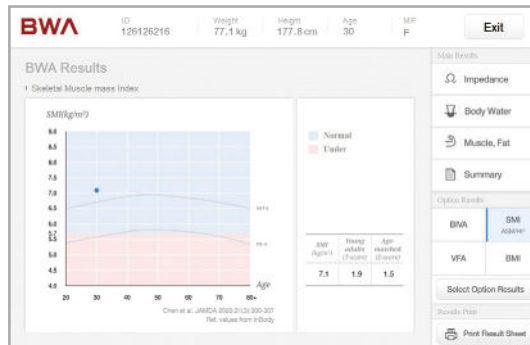 BWA
ID
126126216
Weight
77.1 kg
Height
177.8 cm
Age
30
M/F
F
Exit
BWA Results
Skeletal Muscle mass Index
SMI(kg/m²)
9.0
8.5
8.0
7.5
7.0
6.5
6.0
5.7
5.5
5.0
4.5
4.0
20
30
40
50
60
70
80+
Age
Chen et al. JAMDA 2020;21(3):300-307
Ref. values from InBody
Normal
Under
SMI
(kg/m²)
Young
adults
(T-score)
Age-
matched
(Z-score)
7.1
1.9
1.5
Main Results
Impedance
Body Water
Muscle, Fat
Summary
Option Results
BIVA
SMI
VFA
BMI
Select Option Results
Results Print
Print Result Sheet